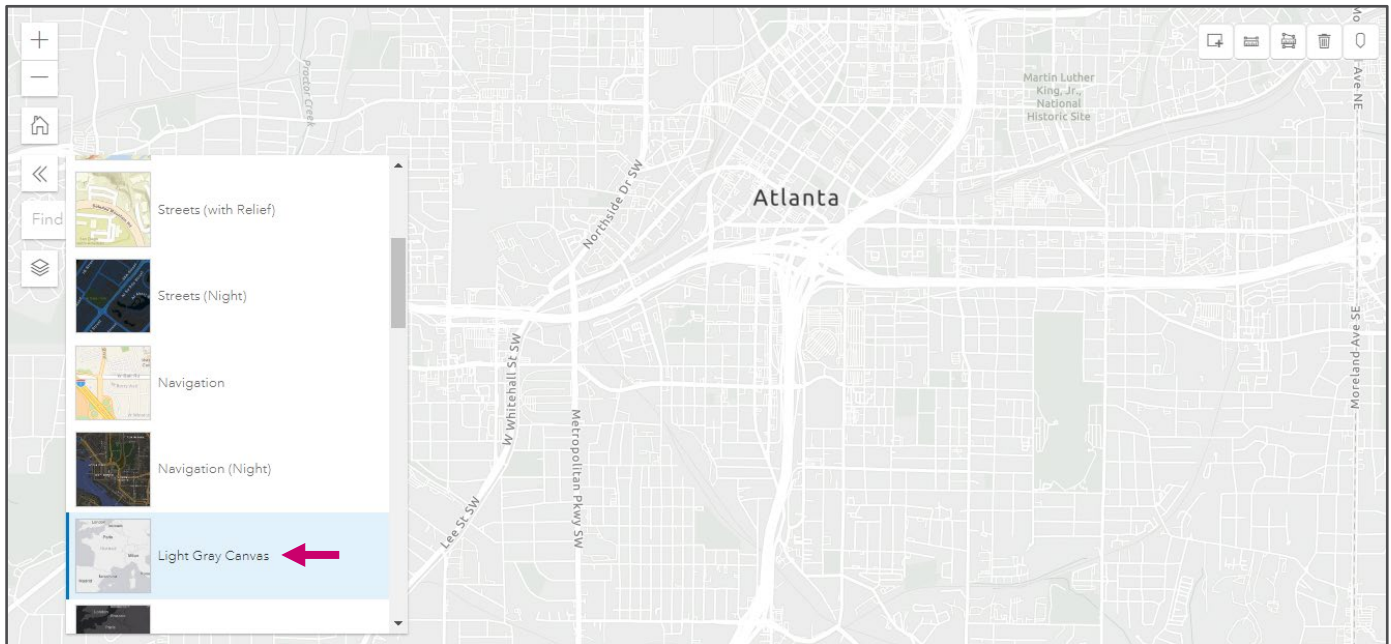 Find
Streets (with Relief)
Streets (Night)
Navigation
Navigation (Night)
Light Gray Canvas
Proctor Creek
Northside Dr SW
Atlanta
Martin Luther
King, Jr.,
National
Historic Site
Ave NE
W Whitehall St SW
Metropolitan Pkwy SW
Lee St SW
Moreland Ave SE